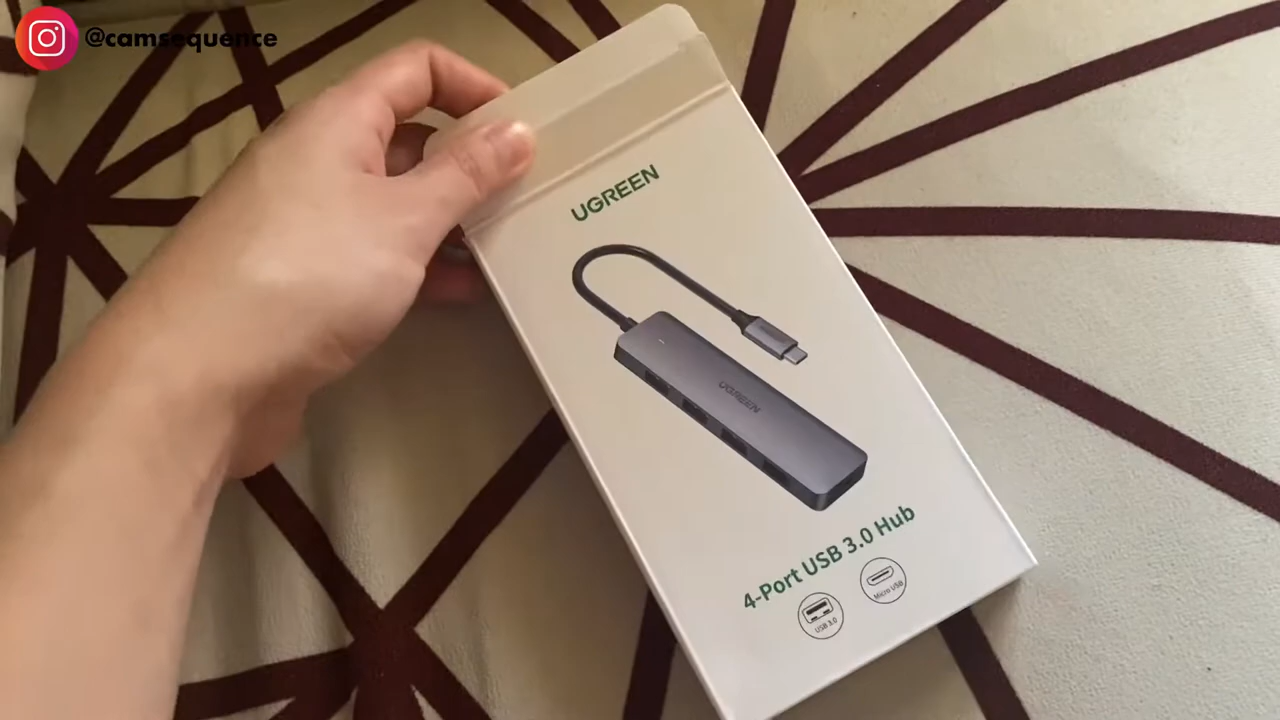 @camsequence
UGREEN
UGREEN
4-Port USB 3.0 Hub
USB 3.0
Micro USB